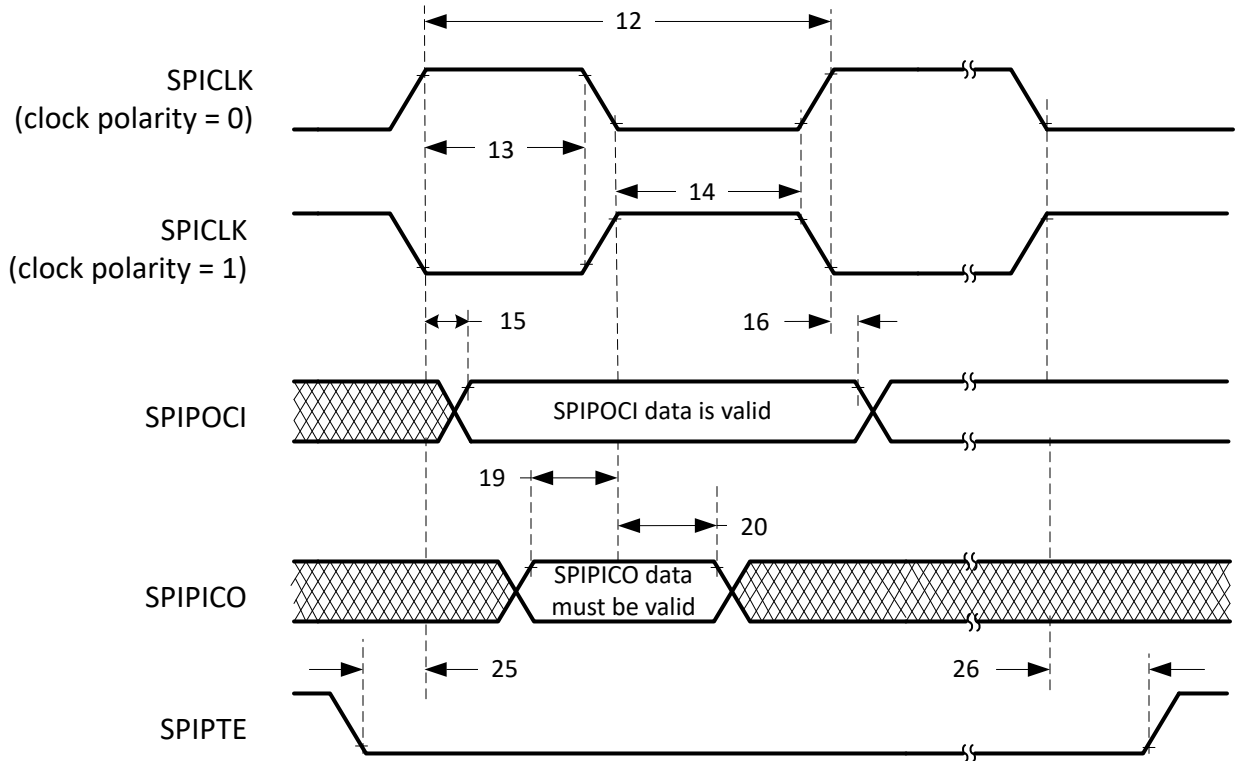 12
SPICLK
(clock polarity = 0)
13
14
SPICLK
(clock polarity = 1)
15
16
SPIPOCI
SPIPOCI data is valid
19
20
SPIPICO
SPIPICO data
must be valid
25
26
SPIPTE